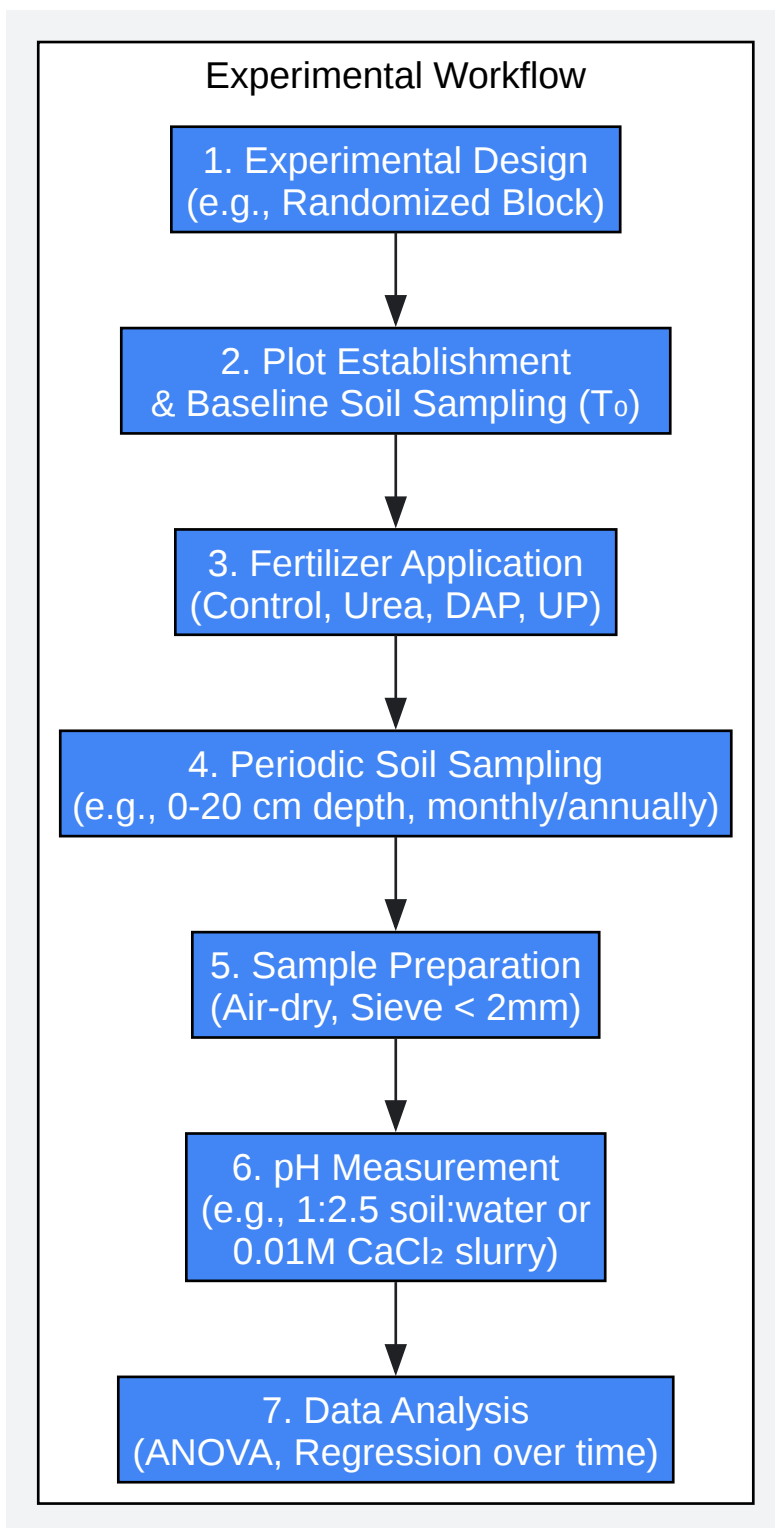 Experimental Workflow
1. Experimental Design
(e.g., Randomized Block)
2. Plot Establishment
& Baseline Soil Sampling (T₀)
3. Fertilizer Application
(Control, Urea, DAP, UP)
4. Periodic Soil Sampling
(e.g., 0-20 cm depth, monthly/annually)
5. Sample Preparation
(Air-dry, Sieve < 2mm)
6. pH Measurement
(e.g., 1:2.5 soil:water or
0.01M CaCl₂ slurry)
7. Data Analysis
(ANOVA, Regression over time)